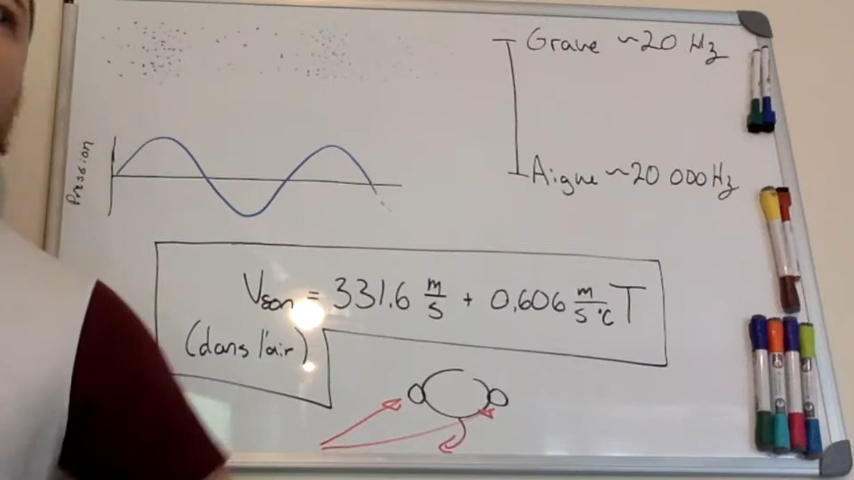 Grave ~20 Hz
Pression
Aigue ~20 000 Hz
Vson = 331.6 m/s + 0.606 m/s°C T
(dans l'air)